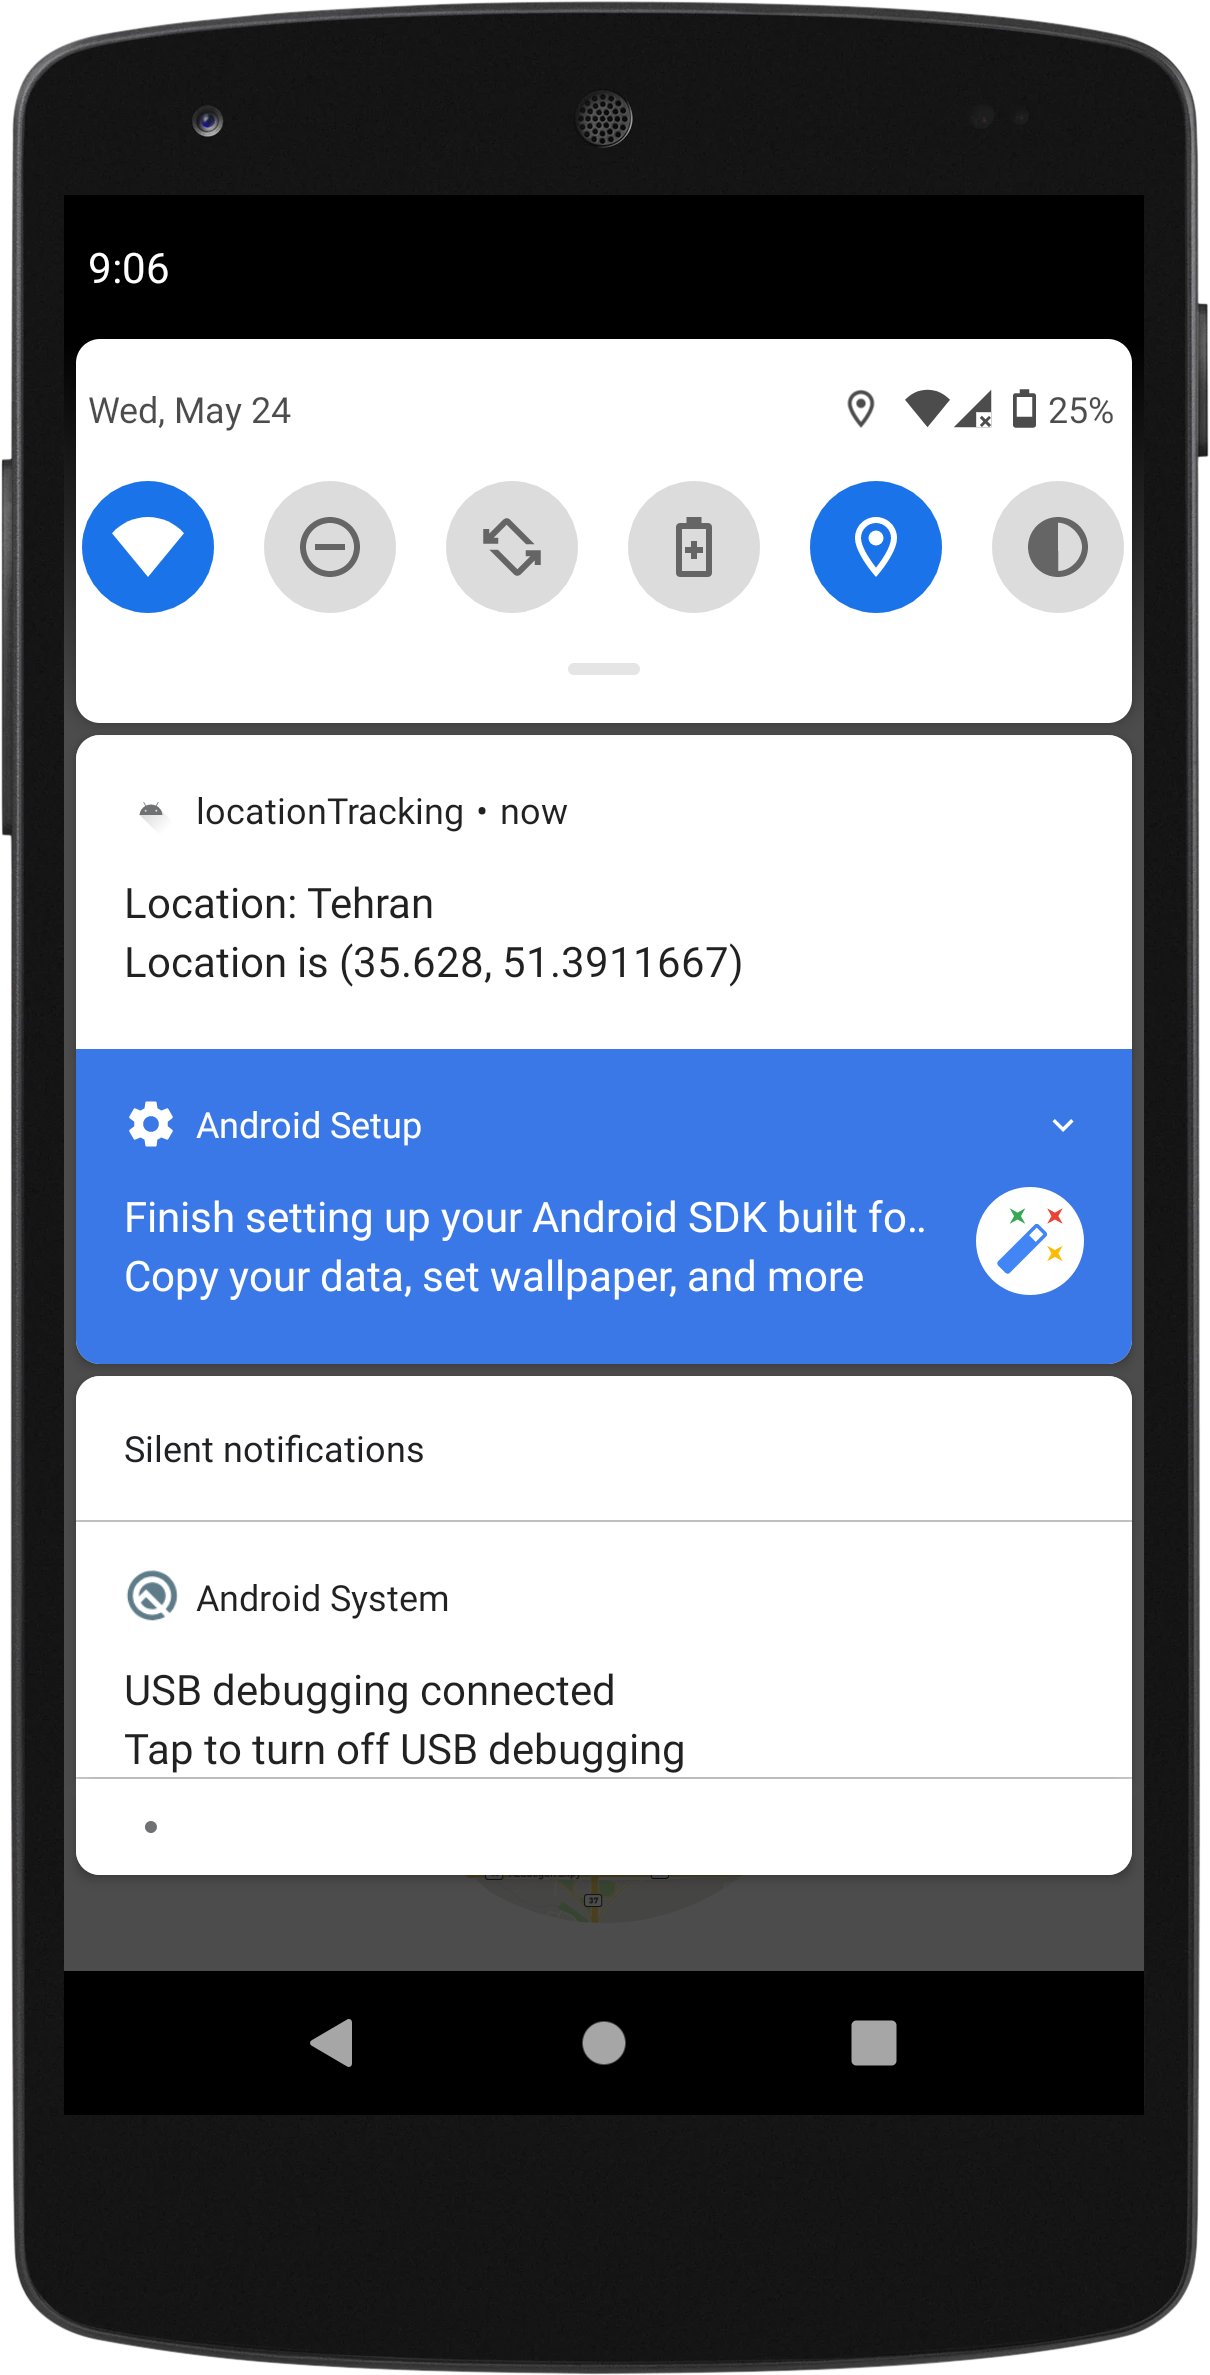 9:06
Wed, May 24
25%
locationTracking • now
Location: Tehran
Location is (35.628, 51.3911667)
Android Setup
Finish setting up your Android SDK built fo..
Copy your data, set wallpaper, and more
Silent notifications
Android System
USB debugging connected
Tap to turn off USB debugging
37